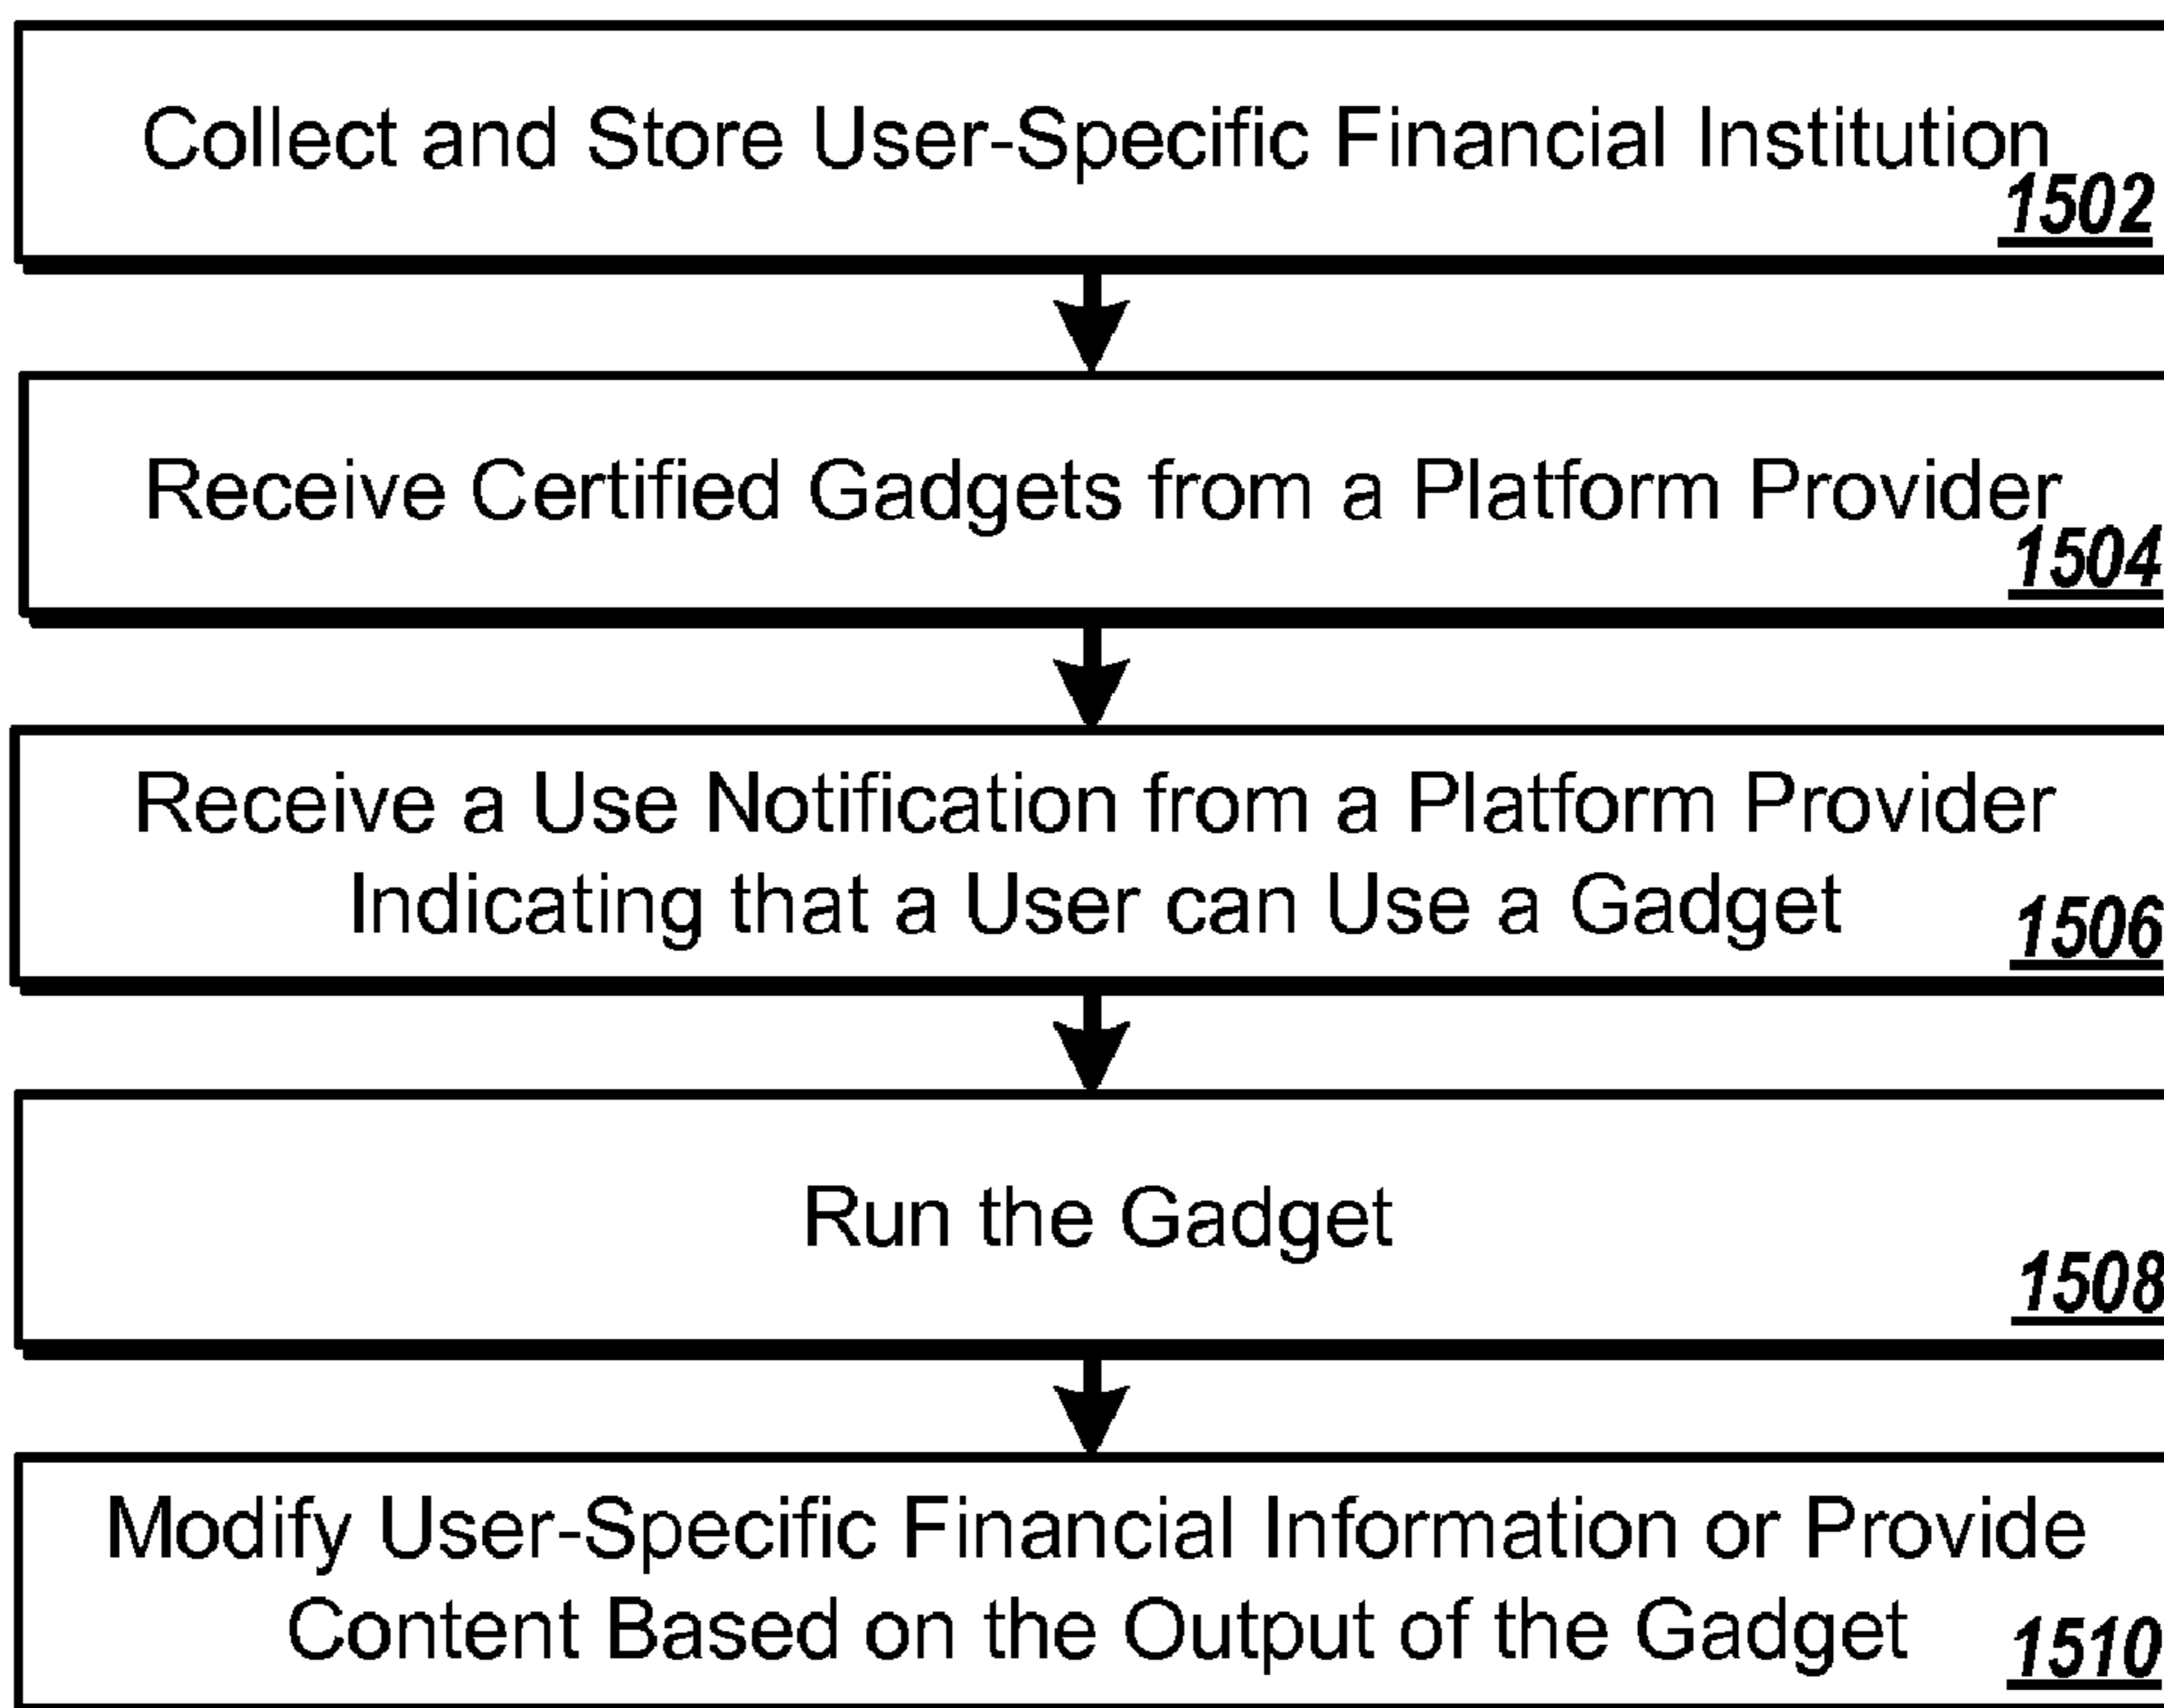 Collect and Store User-Specific Financial Institution
1502
Receive Certified Gadgets from a Platform Provider
1504
Receive a Use Notification from a Platform Provider
Indicating that a User can Use a Gadget
1506
Run the Gadget
1508
Modify User-Specific Financial Information or Provide
Content Based on the Output of the Gadget
1510